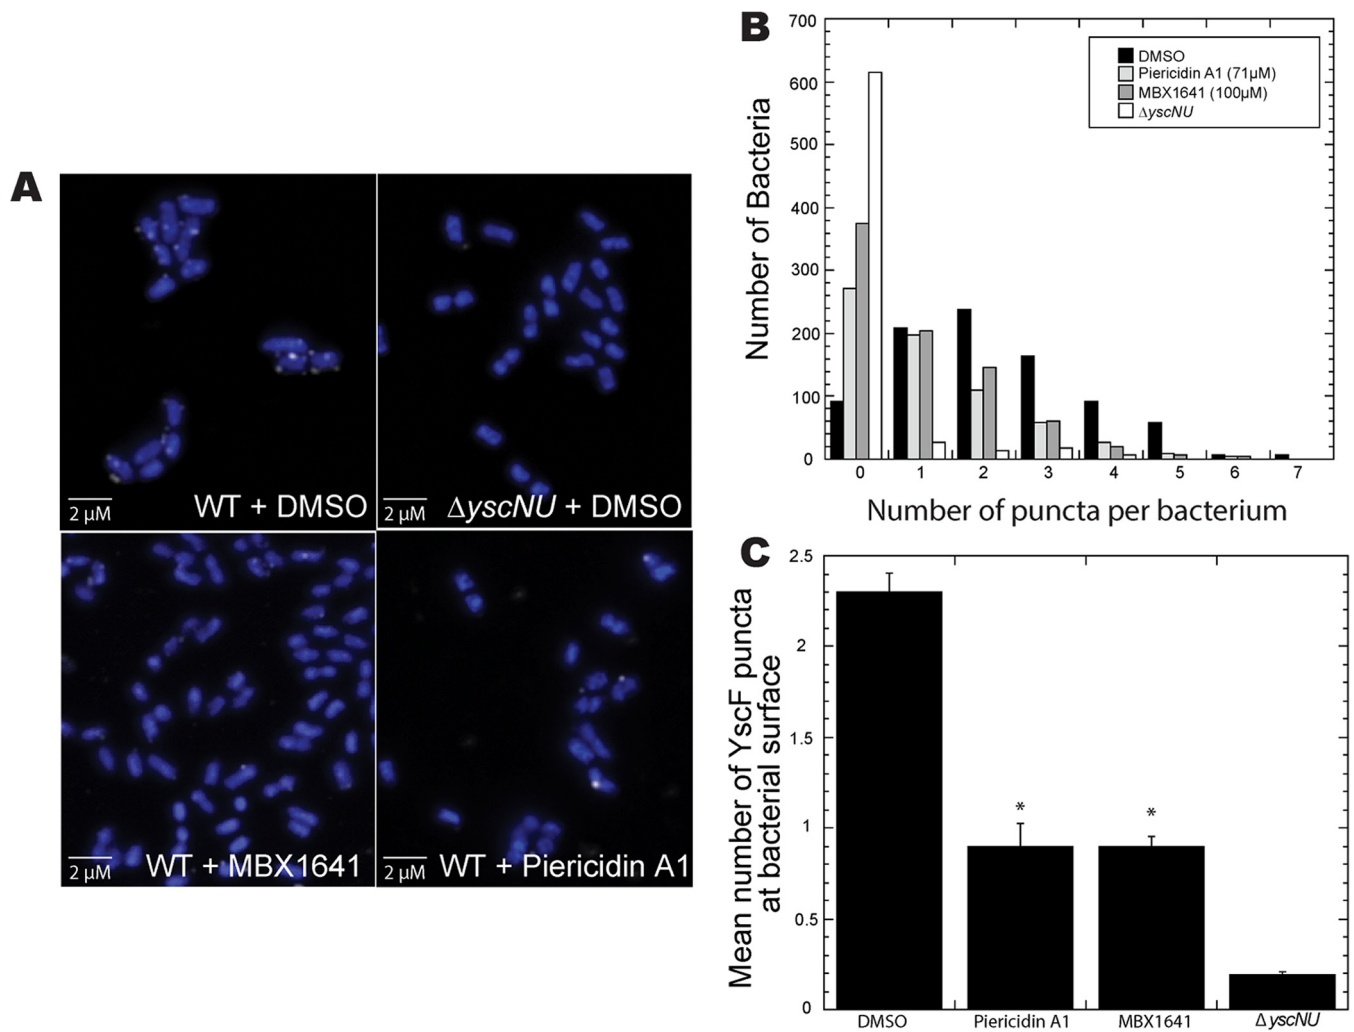 A
WT + DMSO
2 μM
ΔyscNU + DMSO
2 μM
WT + MBX1641
2 μM
WT + Piericidin A1
2 μM
B
Number of Bacteria
700
600
500
400
300
200
100
0
DMSO
Piericidin A1 (71μM)
MBX1641 (100μM)
ΔyscNU
0 1 2 3 4 5 6 7
Number of puncta per bacterium
C
Mean number of YscF puncta
at bacterial surface
2.5
2
1.5
1
0.5
0
* *
DMSO Piericidin A1 MBX1641 Δ yscNU